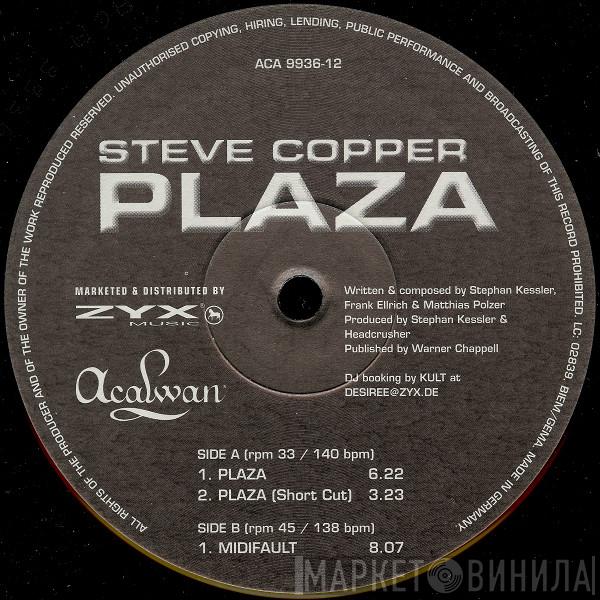 ALL RIGHTS OF THE PRODUCER AND OF THE OWNER OF THE WORK REPRODUCED RESERVED. UNAUTHORISED COPYING, HIRING, LENDING, PUBLIC PERFORMANCE AND BROADCASTING OF THIS RECORD PROHIBITED. LC 02839. BIEM/GEMA. MADE IN GERMANY.
ACA 9936-12
STEVE COPPER
PLAZA
MARKETED & DISTRIBUTED BY
ZYX®
MUSIC
Acalwan
Written & composed by Stephan Kessler,
Frank Ellrich & Matthias Polzer
Produced by Stephan Kessler &
Headcrusher
Published by Warner Chappell
DJ booking by KULT at
DESIREE@ZYX.DE
SIDE A (rpm 33 / 140 bpm)
1. PLAZA 6.22
2. PLAZA (Short Cut) 3.23
SIDE B (rpm 45 / 138 bpm)
1. MIDIFAULT 8.07
МАРКЕТ ВИНИЛА